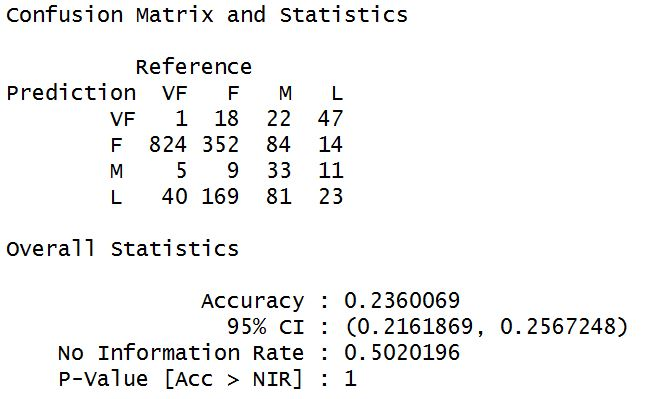 Confusion Matrix and Statistics
Reference
Prediction VF F M L
VF 1 18 22 47
F 824 352 84 14
M 5 9 33 11
L 40 169 81 23
Overall Statistics
Accuracy : 0.2360069
95% CI : (0.2161869, 0.2567248)
No Information Rate : 0.5020196
P-Value [Acc > NIR] : 1